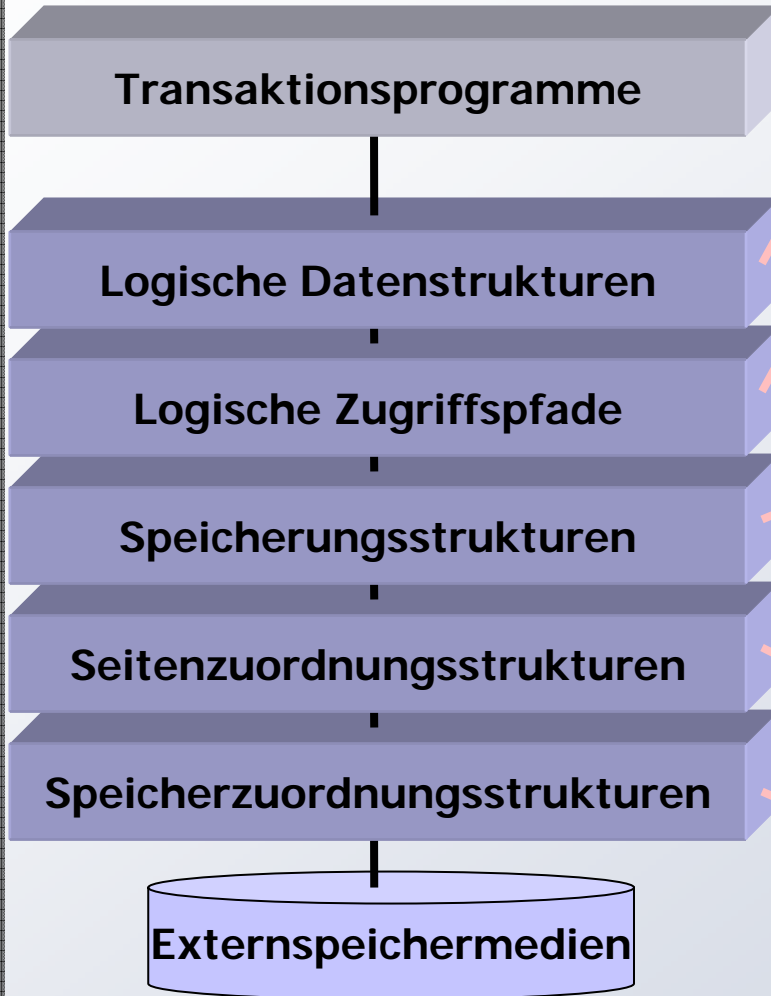 Transaktionsprogramme
Logische Datenstrukturen
Logische Zugriffspfade
Speicherungsstrukturen
Seitenzuordnungsstrukturen
Speicherzuordnungsstrukturen
Externspeichermedien